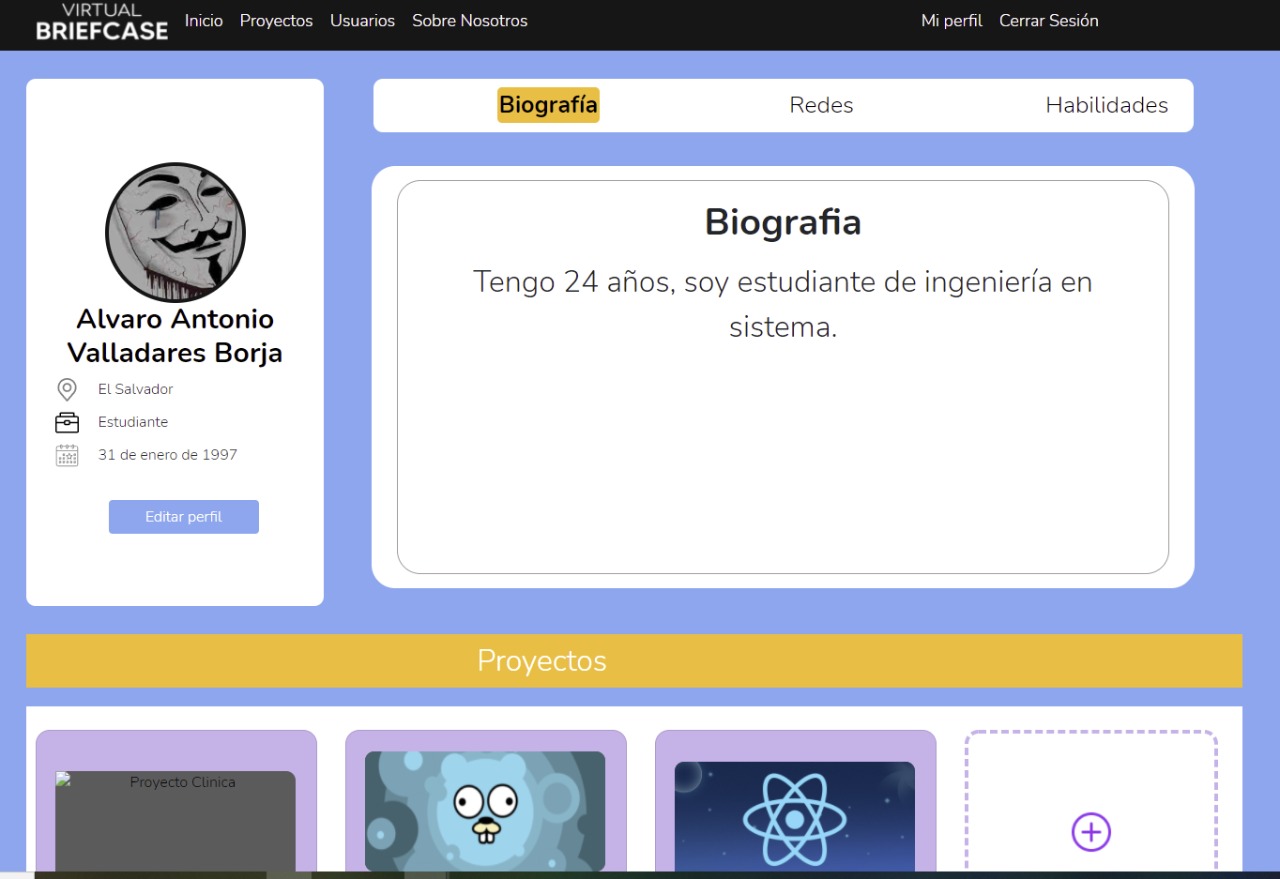 VIRTUAL
BRIEFCASE
Inicio Proyectos Usuarios Sobre Nosotros Mi perfil Cerrar Sesión
Alvaro Antonio
Valladares Borja
El Salvador
Estudiante
31 de enero de 1997
Editar perfil
Biografía Redes Habilidades
Biografia
Tengo 24 años, soy estudiante de ingeniería en
sistema.
Proyectos
Proyecto Clinica